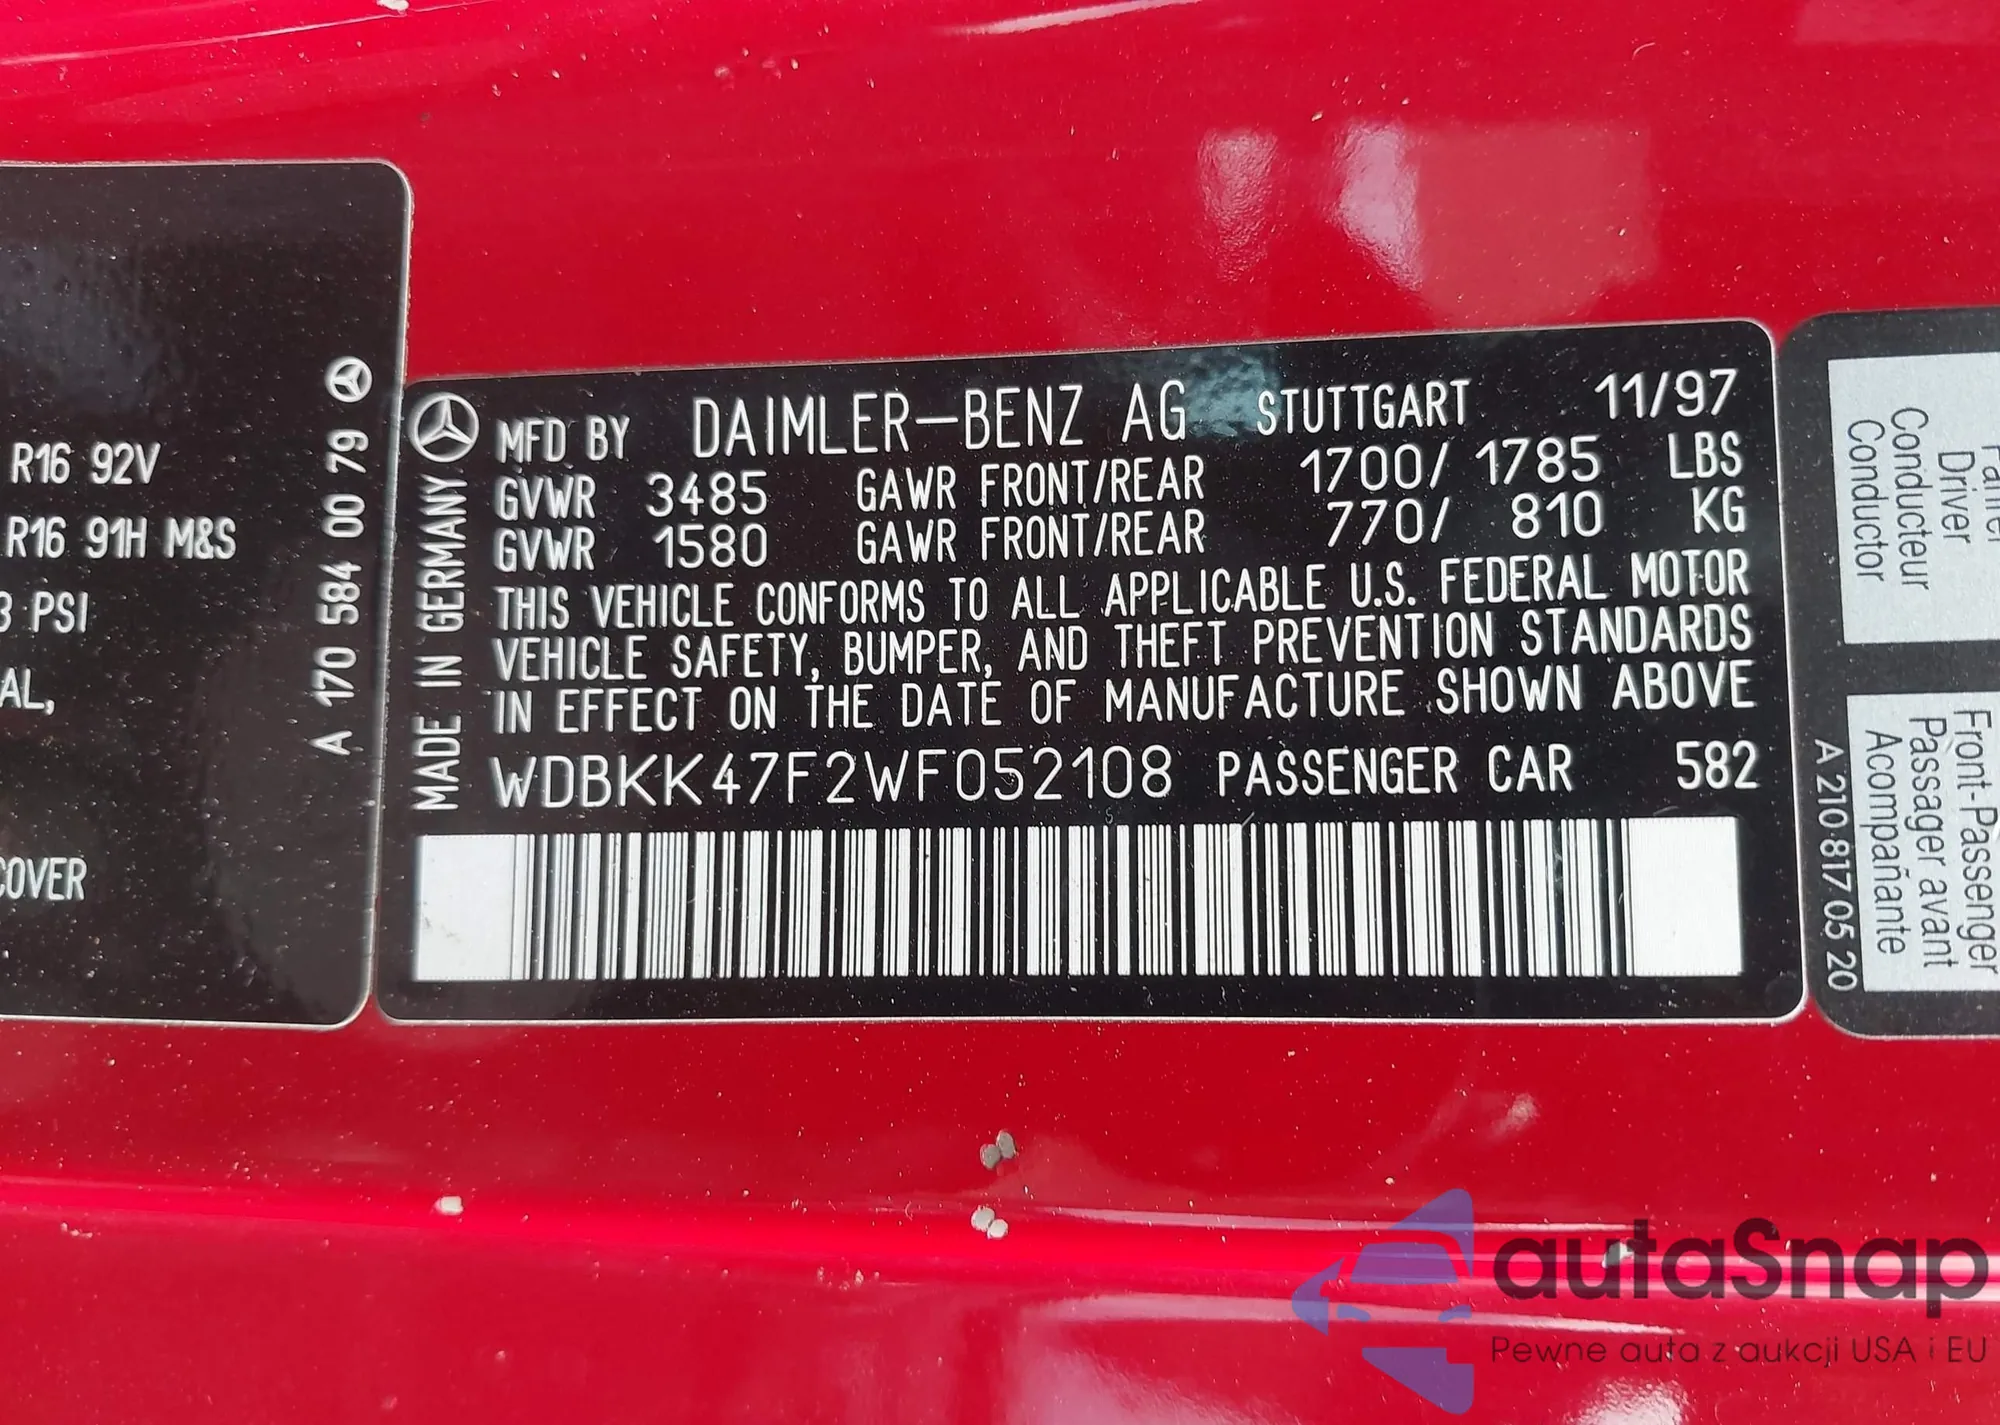 R16 92V
R16 91H M&S
3 PSI
AL,
COVER
A 170 584 00 79
MADE IN GERMANY
MFD BY DAIMLER-BENZ AG STUTTGART 11/97
GVWR 3485 GAWR FRONT/REAR 1700/ 1785 LBS
GVWR 1580 GAWR FRONT/REAR 770/ 810 KG
THIS VEHICLE CONFORMS TO ALL APPLICABLE U.S. FEDERAL MOTOR
VEHICLE SAFETY, BUMPER, AND THEFT PREVENTION STANDARDS
IN EFFECT ON THE DATE OF MANUFACTURE SHOWN ABOVE
WDBKK47F2WF052108 PASSENGER CAR 582
Driver
Conducteur
Conductor
Front-Passenger
Passager avant
Acompañante
A 210 817 05 20
autaSnap
Pewne auta z aukcji USA i EU